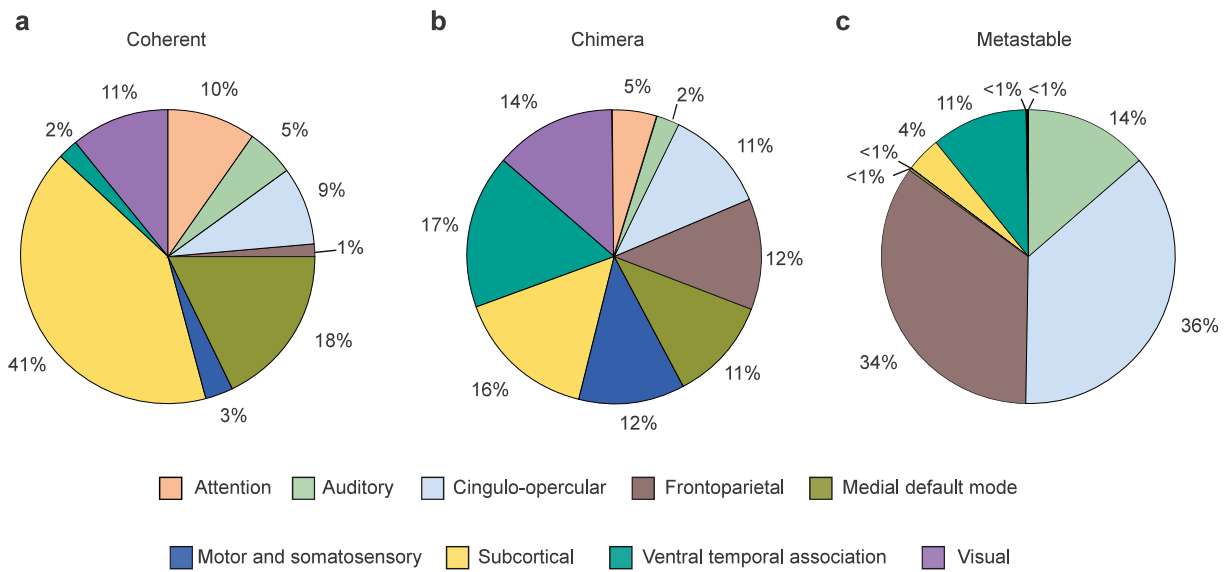 a
Coherent
10%
5%
9%
1%
18%
3%
41%
2%
11%
b
Chimera
5%
2%
11%
12%
11%
12%
16%
17%
14%
c
Metastable
<1%
14%
36%
34%
<1%
<1%
4%
11%
<1%
Attention
Auditory
Cingulo-opercular
Frontoparietal
Medial default mode
Motor and somatosensory
Subcortical
Ventral temporal association
Visual